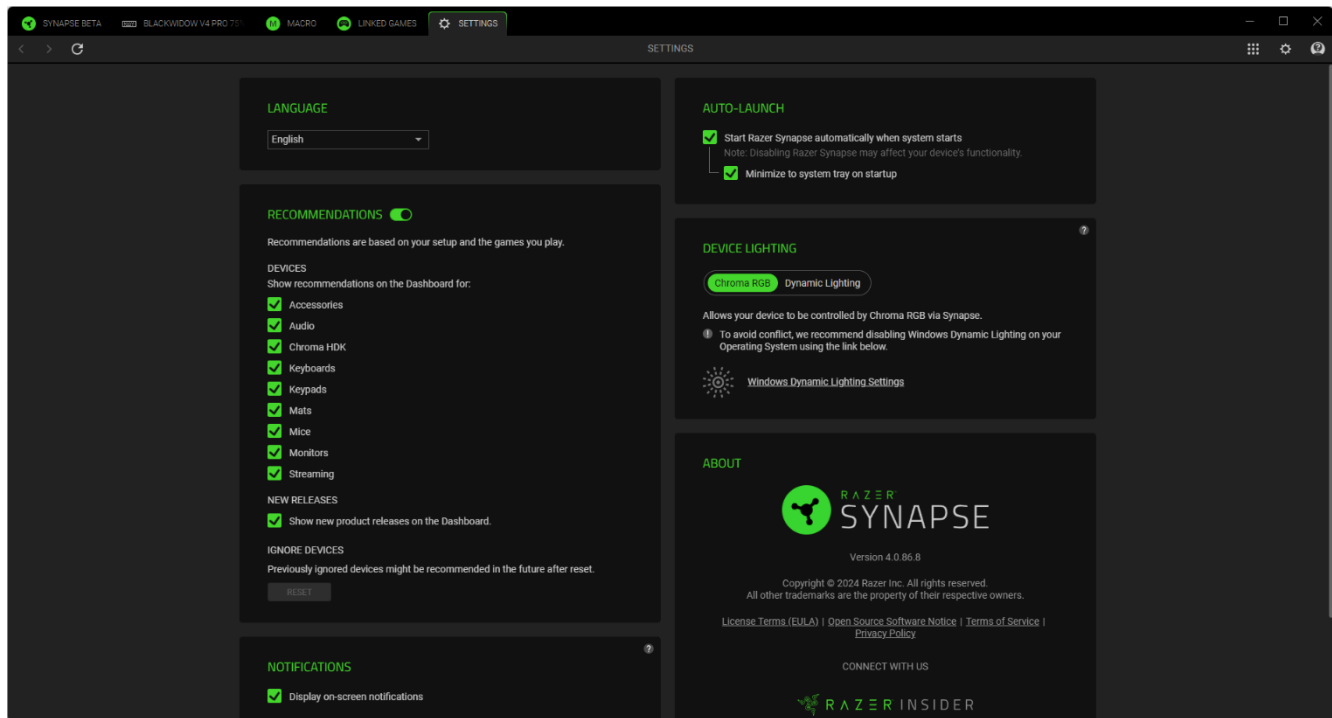 SYNAPSE BETA
BLACKWIDOW V4 PRO 75
MACRO
LINKED GAMES
SETTINGS
SETTINGS
LANGUAGE
English
RECOMMENDATIONS
Recommendations are based on your setup and the games you play.
DEVICES
Show recommendations on the Dashboard for:
Accessories
Audio
Chroma HDK
Keyboards
Keypads
Mats
Mice
Monitors
Streaming
NEW RELEASES
Show new product releases on the Dashboard.
IGNORE DEVICES
Previously ignored devices might be recommended in the future after reset.
RESET
NOTIFICATIONS
Display on-screen notifications
AUTO-LAUNCH
Start Razer Synapse automatically when system starts
Note: Disabling Razer Synapse may affect your device's functionality.
Minimize to system tray on startup
DEVICE LIGHTING
Chroma RGB Dynamic Lighting
Allows your device to be controlled by Chroma RGB via Synapse.
To avoid conflict, we recommend disabling Windows Dynamic Lighting on your
Operating System using the link below.
Windows Dynamic Lighting Settings
ABOUT
RAZER
SYNAPSE
Version 4.0.86.8
Copyright © 2024 Razer Inc. All rights reserved.
All other trademarks are the property of their respective owners.
License Terms (EULA) | Open Source Software Notice | Terms of Service |
Privacy Policy
CONNECT WITH US
RAZER INSIDER